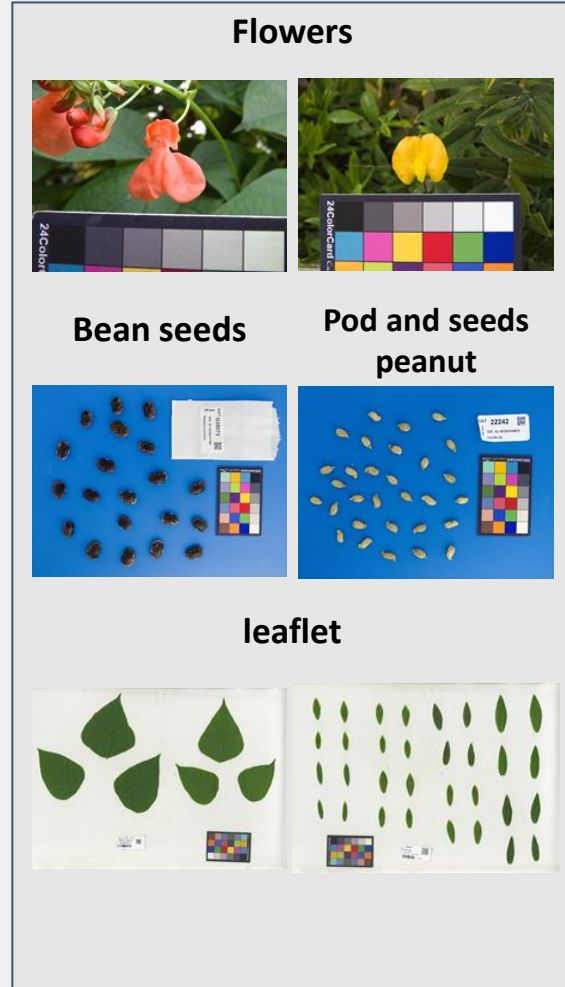 Flowers
24ColorCard
24ColorCard
Bean seeds
Pod and seeds
peanut
22242
leaflet